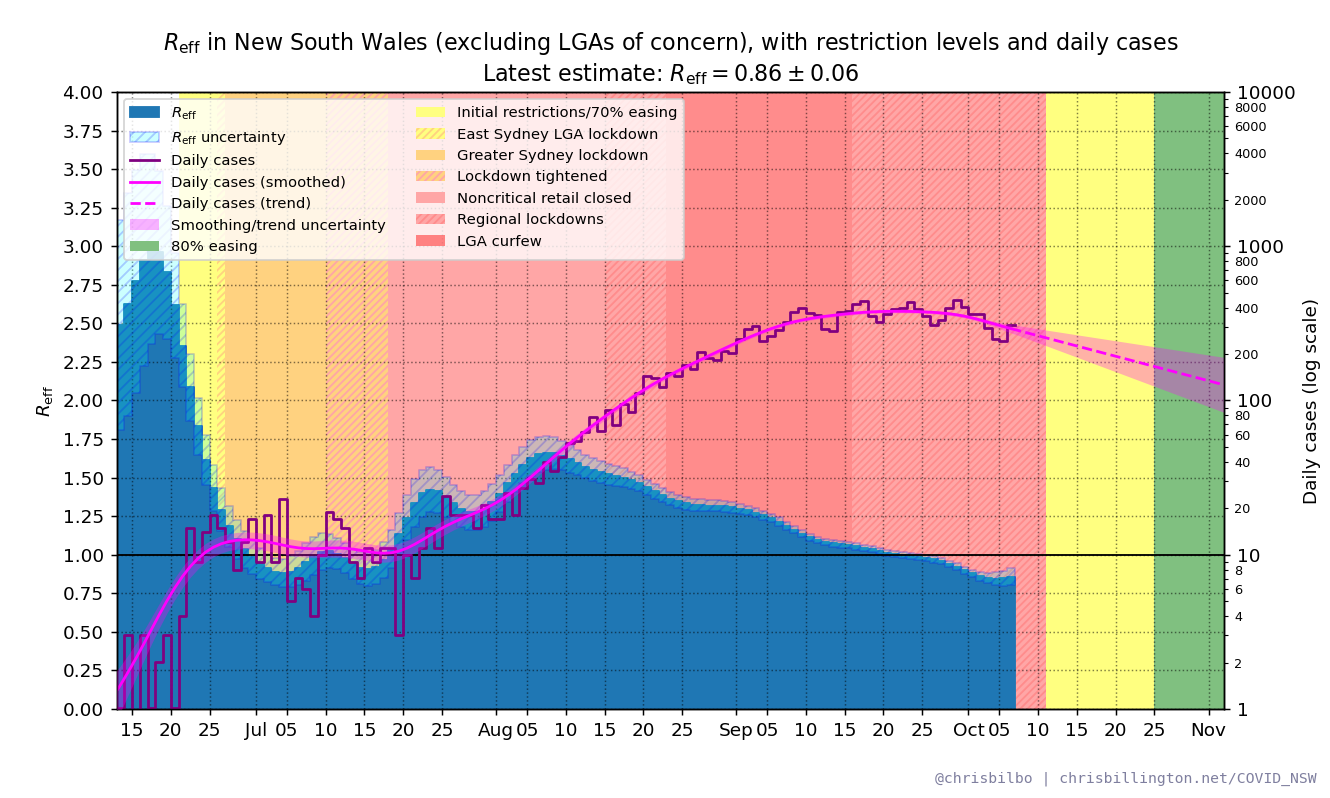 Reff in New South Wales (excluding LGAs of concern), with restriction levels and daily cases
Latest estimate: Reff = 0.86 ± 0.06
Reff
Reff uncertainty
Daily cases
Daily cases (smoothed)
Daily cases (trend)
Smoothing/trend uncertainty
80% easing
Initial restrictions/70% easing
East Sydney LGA lockdown
Greater Sydney lockdown
Lockdown tightened
Noncritical retail closed
Regional lockdowns
LGA curfew
Reff
4.00
3.75
3.50
3.25
3.00
2.75
2.50
2.25
2.00
1.75
1.50
1.25
1.00
0.75
0.50
0.25
0.00
10000
8000
6000
4000
2000
1000
800
600
400
200
100
80
60
40
20
10
8
6
4
2
1
Daily cases (log scale)
15 20 25 Jul 05 10 15 20 25 Aug 05 10 15 20 25 Sep 05 10 15 20 25 Oct 05 10 15 20 25 Nov
@chrisbilbo | chrisbillington.net/COVID_NSW